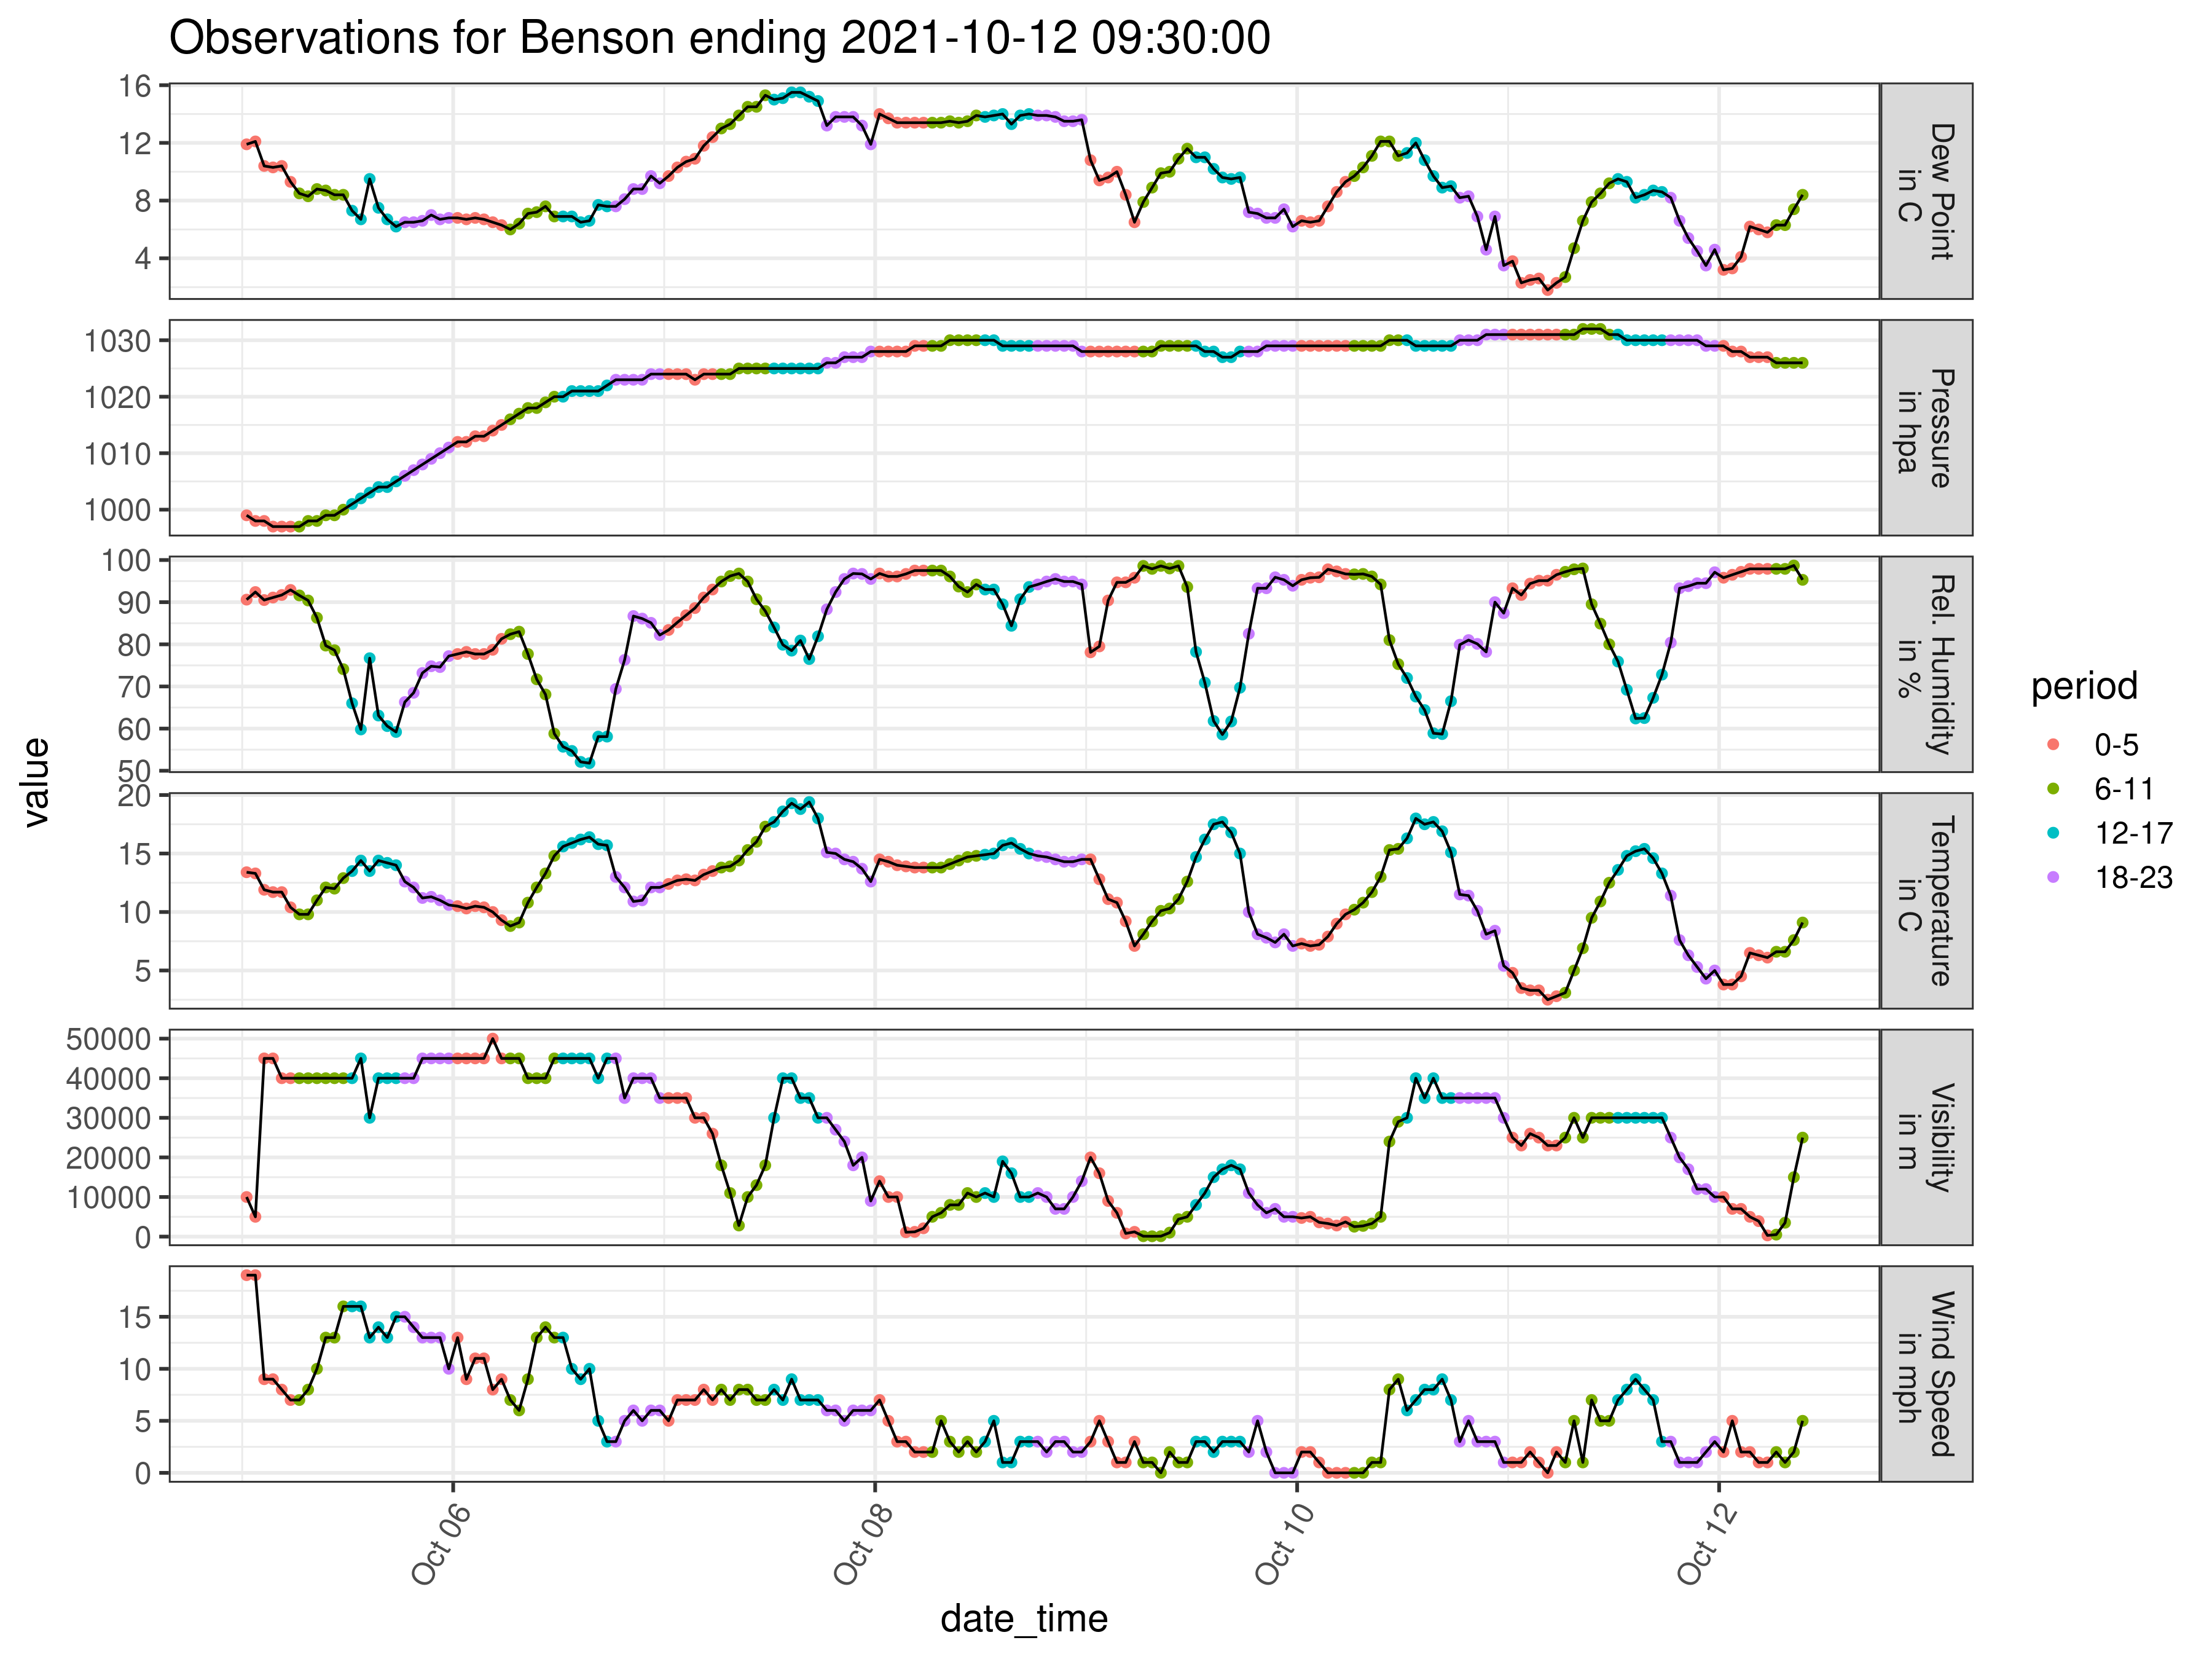 Observations for Benson ending 2021-10-12 09:30:00
value
16
12
8
4
Dew Point
in C
1030
1020
1010
1000
Pressure
in hpa
100
90
80
70
60
50
Rel. Humidity
in %
20
15
10
5
Temperature
in C
50000
40000
30000
20000
10000
0
Visibility
in m
15
10
5
0
Wind Speed
in mph
Oct 06
Oct 08
Oct 10
Oct 12
date_time
period
0-5
6-11
12-17
18-23